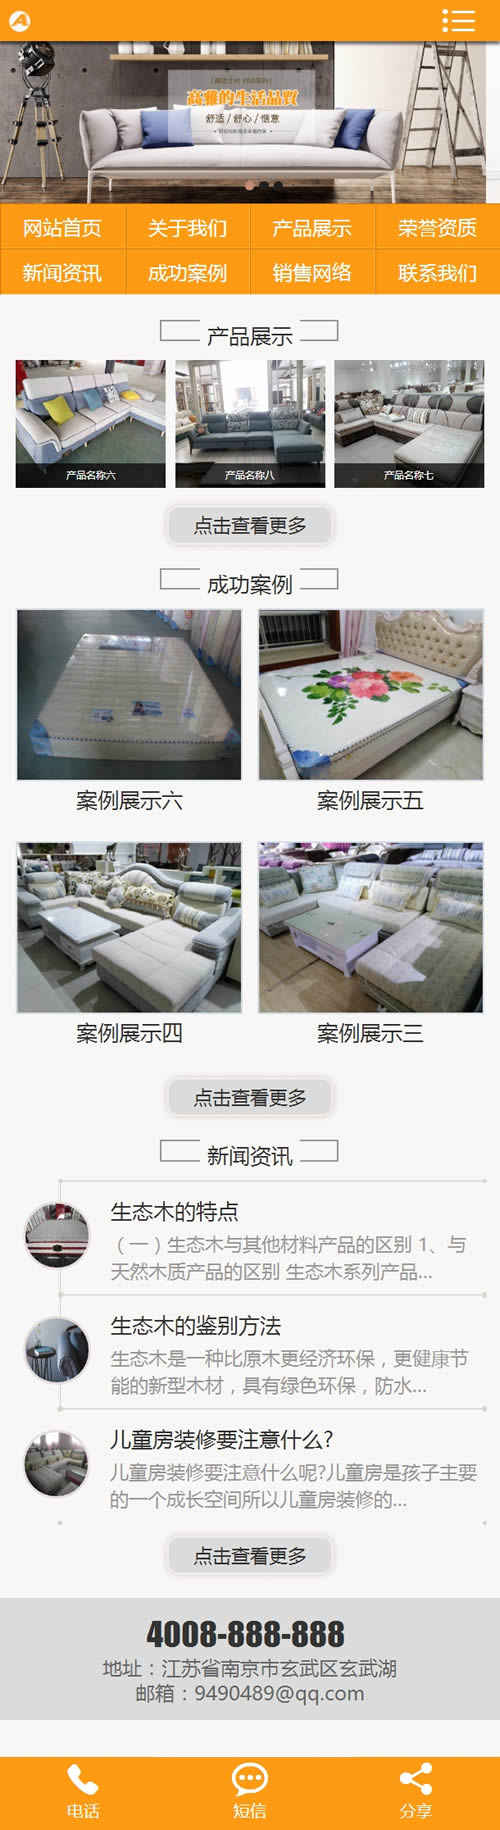 高雅的生活品质
舒适 / 舒心 / 惬意
网站首页 关于我们 产品展示 荣誉资质
新闻资讯 成功案例 销售网络 联系我们
产品展示
产品名称六 产品名称八 产品名称七
点击查看更多
成功案例
案例展示六 案例展示五
案例展示四 案例展示三
点击查看更多
新闻资讯
生态木的特点
（一）生态木与其他材料产品的区别 1、与
天然木质产品的区别 生态木系列产品...
生态木的鉴别方法
生态木是一种比原木更经济环保，更健康节
能的新型木材，具有绿色环保，防水...
儿童房装修要注意什么?
儿童房装修要注意什么呢?儿童房是孩子主要
的一个成长空间所以儿童房装修的...
点击查看更多
4008-888-888
地址：江苏省南京市玄武区玄武湖
邮箱：9490489@qq.com
电话 短信 分享